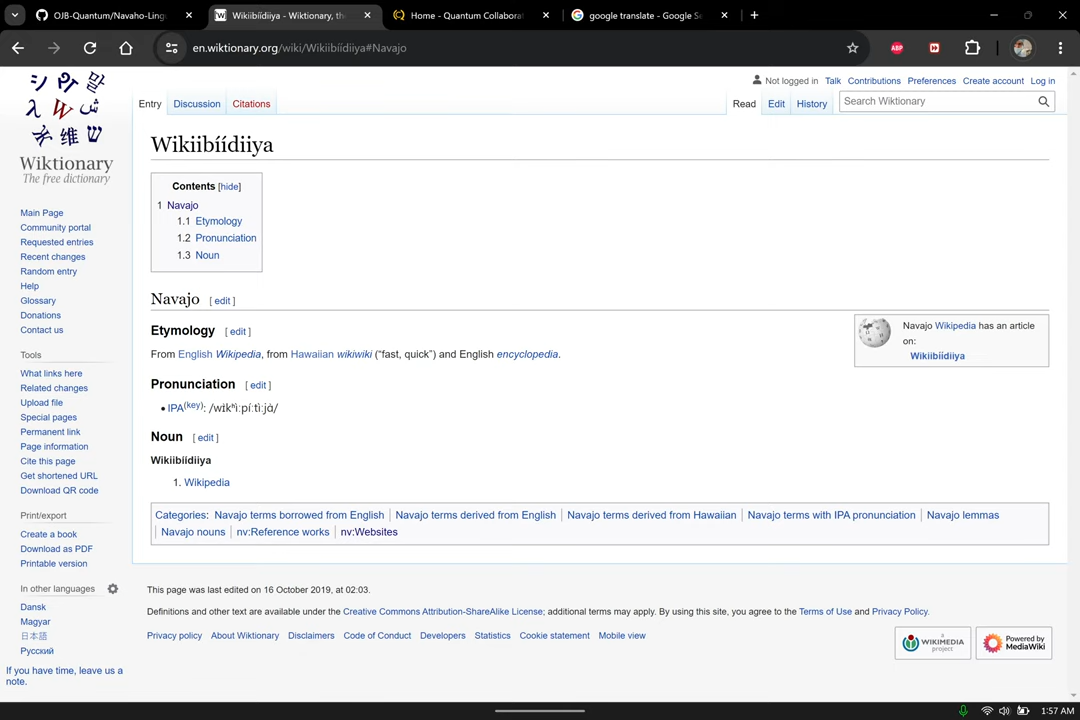 OJB-Quantum/Navaho-Ling
Wikiibíídiiya - Wiktionary, the
Home - Quantum Collabora
google translate - Google Se
en.wiktionary.org/wiki/Wikiibíídiiya#Navajo
ABP
Not logged in Talk Contributions Preferences Create account Log in
Entry Discussion Citations Read Edit History Search Wiktionary
Wiktionary
The free dictionary
Main Page
Community portal
Requested entries
Recent changes
Random entry
Help
Glossary
Donations
Contact us
Tools
What links here
Related changes
Upload file
Special pages
Permanent link
Page information
Cite this page
Get shortened URL
Download QR code
Print/export
Create a book
Download as PDF
Printable version
In other languages
Dansk
Magyar
日本語
Русский
If you have time, leave us a
note.
Wikiibíídiiya
Contents [hide]
1 Navajo
1.1 Etymology
1.2 Pronunciation
1.3 Noun
Navajo [ edit ]
Etymology [ edit ]
From English Wikipedia, from Hawaiian wikiwiki (“fast, quick”) and English encyclopedia.
Navajo Wikipedia has an article
on:
Wikiibíídiiya
Pronunciation [ edit ]
• IPA(key): /wɪ̀kʰìːpíːtìːjɑ̀/
Noun [ edit ]
Wikiibíídiiya
1. Wikipedia
Categories: Navajo terms borrowed from English | Navajo terms derived from English | Navajo terms derived from Hawaiian | Navajo terms with IPA pronunciation | Navajo lemmas
| Navajo nouns | nv:Reference works | nv:Websites
This page was last edited on 16 October 2019, at 02:03.
Definitions and other text are available under the Creative Commons Attribution-ShareAlike License; additional terms may apply. By using this site, you agree to the Terms of Use and Privacy Policy.
Privacy policy About Wiktionary Disclaimers Code of Conduct Developers Statistics Cookie statement Mobile view
a
WIKIMEDIA
project
Powered by
MediaWiki
1:57 AM